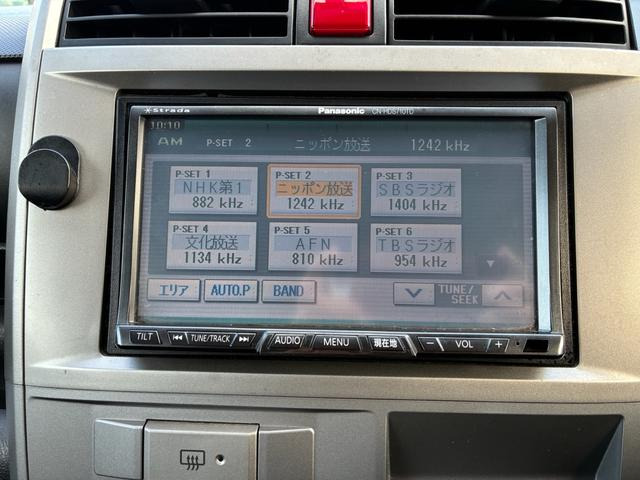 Strada Panasonic CN-HDS710TD
10:10
AM P-SET 2 ニッポン放送 1242 kHz
P-SET 1 P-SET 2 P-SET 3
NHK第1 ニッポン放送 SBSラジオ
882 kHz 1242 kHz 1404 kHz
P-SET 4 P-SET 5 P-SET 6
文化放送 AFN TBSラジオ
1134 kHz 810 kHz 954 kHz
エリア AUTO.P BAND TUNE/
SEEK
TILT TUNE/TRACK AUDIO MENU 現在地 − VOL +